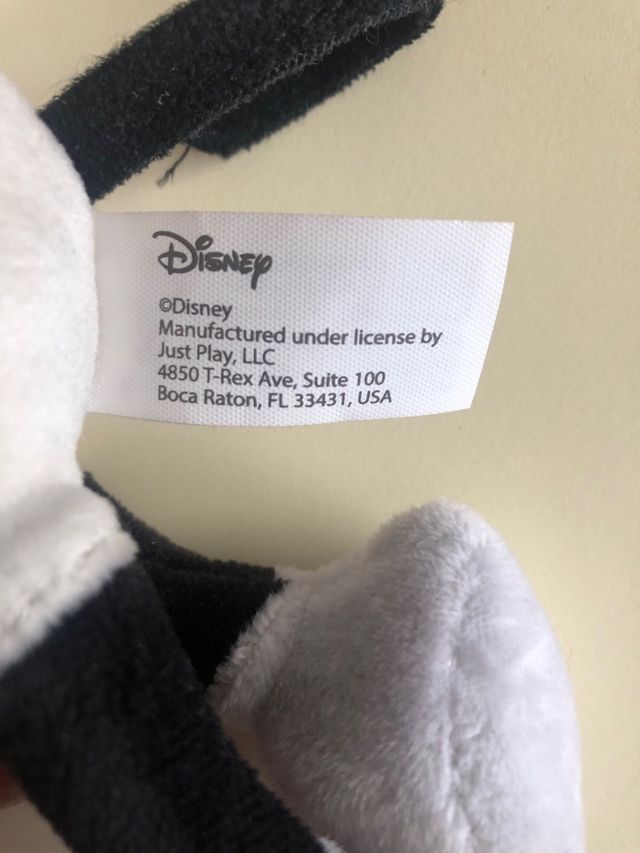 Disney
©Disney
Manufactured under license by
Just Play, LLC
4850 T-Rex Ave, Suite 100
Boca Raton, FL 33431, USA